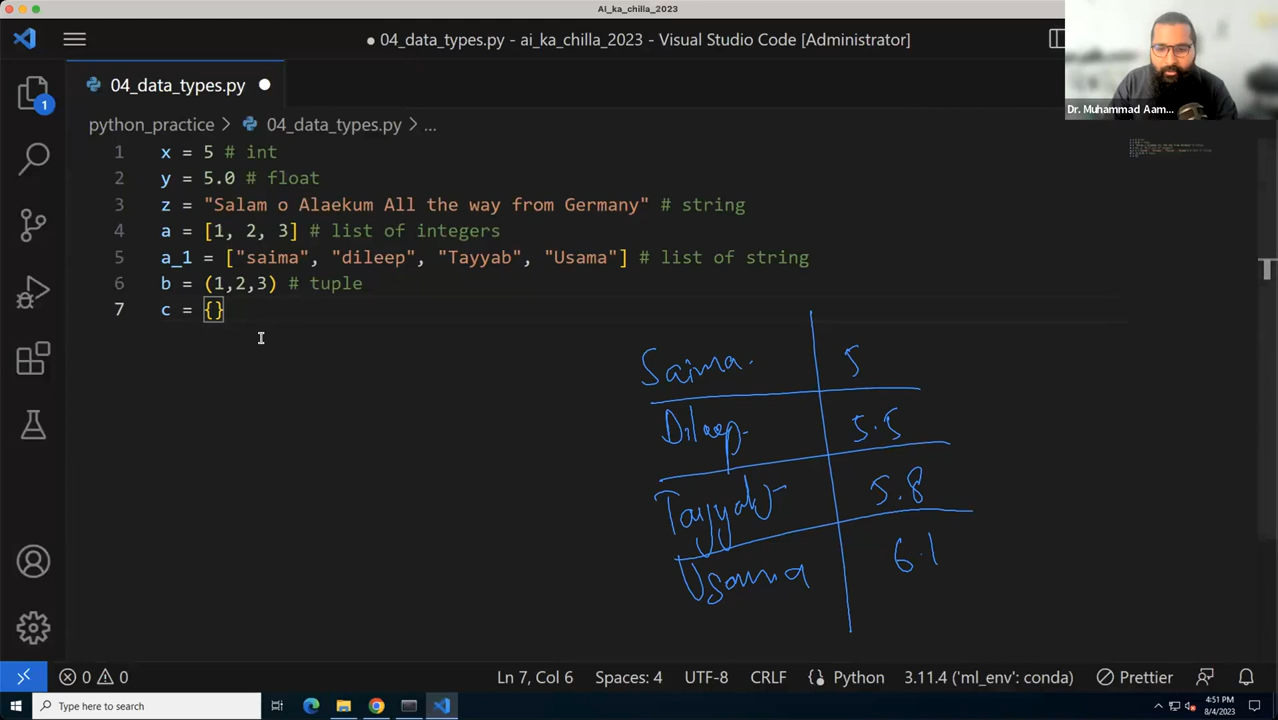 Ai_ka_chilla_2023
● 04_data_types.py - ai_ka_chilla_2023 - Visual Studio Code [Administrator]
Dr. Muhammad Aam...
1
04_data_types.py
python_practice > 04_data_types.py > ...
1 x = 5 # int
2 y = 5.0 # float
3 z = "Salam o Alaekum All the way from Germany" # string
4 a = [1, 2, 3] # list of integers
5 a_1 = ["saima", "dileep", "Tayyab", "Usama"] # list of string
6 b = (1,2,3) # tuple
7 c = {}
Saima. 5
Dileep 5.5
Tayyab 5.8
Usama 6.1
0 0 Ln 7, Col 6 Spaces: 4 UTF-8 CRLF Python 3.11.4 ('ml_env': conda) Prettier
Type here to search
4:51 PM
8/4/2023